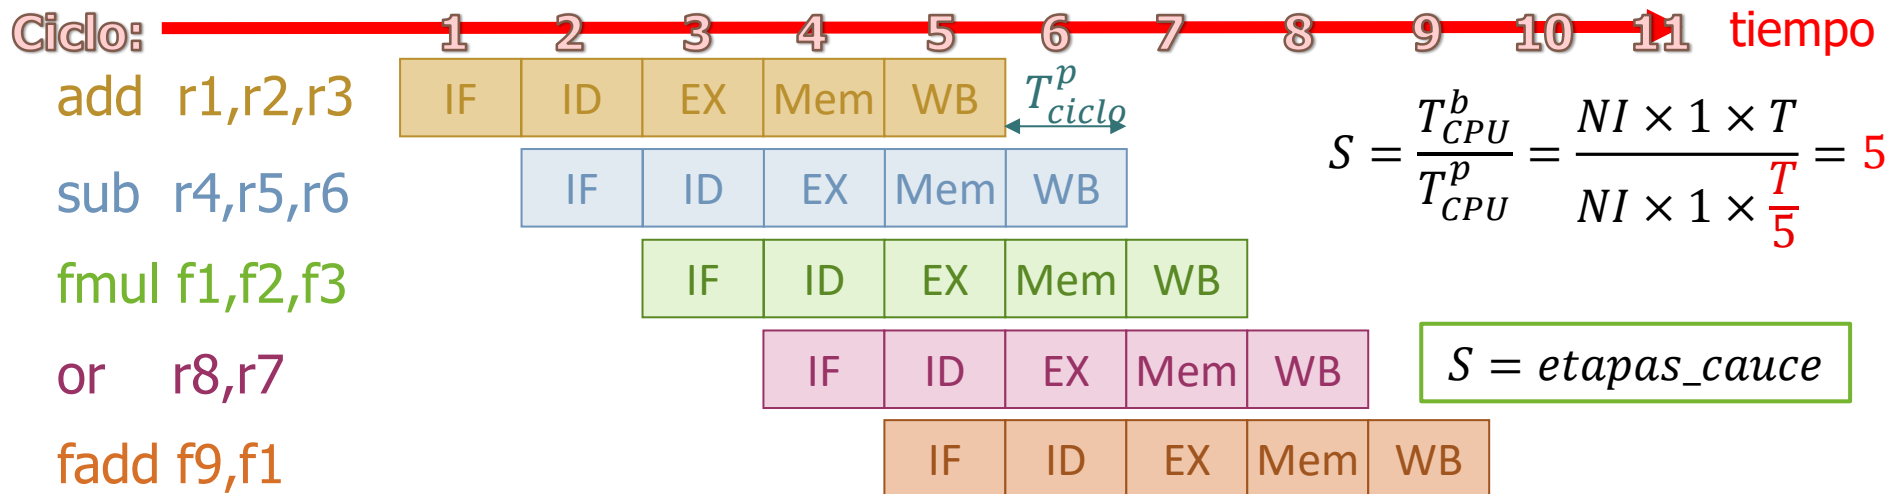 Ciclo: 1 2 3 4 5 6 7 8 9 10 11 tiempo
add r1,r2,r3 IF ID EX Mem WB T^p_ciclo
S = T^b_CPU / T^p_CPU = NI × 1 × T / NI × 1 × T/5 = 5
sub r4,r5,r6 IF ID EX Mem WB
fmul f1,f2,f3 IF ID EX Mem WB
or r8,r7 IF ID EX Mem WB
S = etapas_cauce
fadd f9,f1 IF ID EX Mem WB